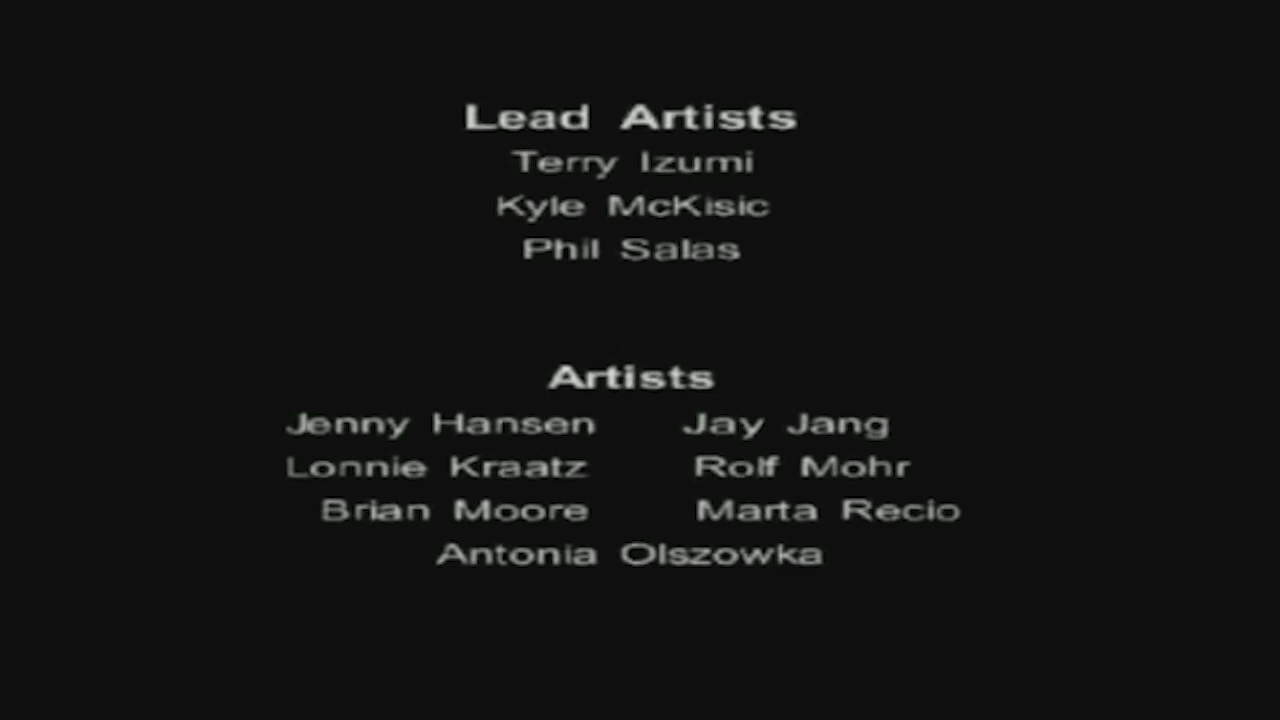 Lead Artists
Terry Izumi
Kyle McKisic
Phil Salas
Artists
Jenny Hansen Jay Jang
Lonnie Kraatz Rolf Mohr
Brian Moore Marta Recio
Antonia Olszowka